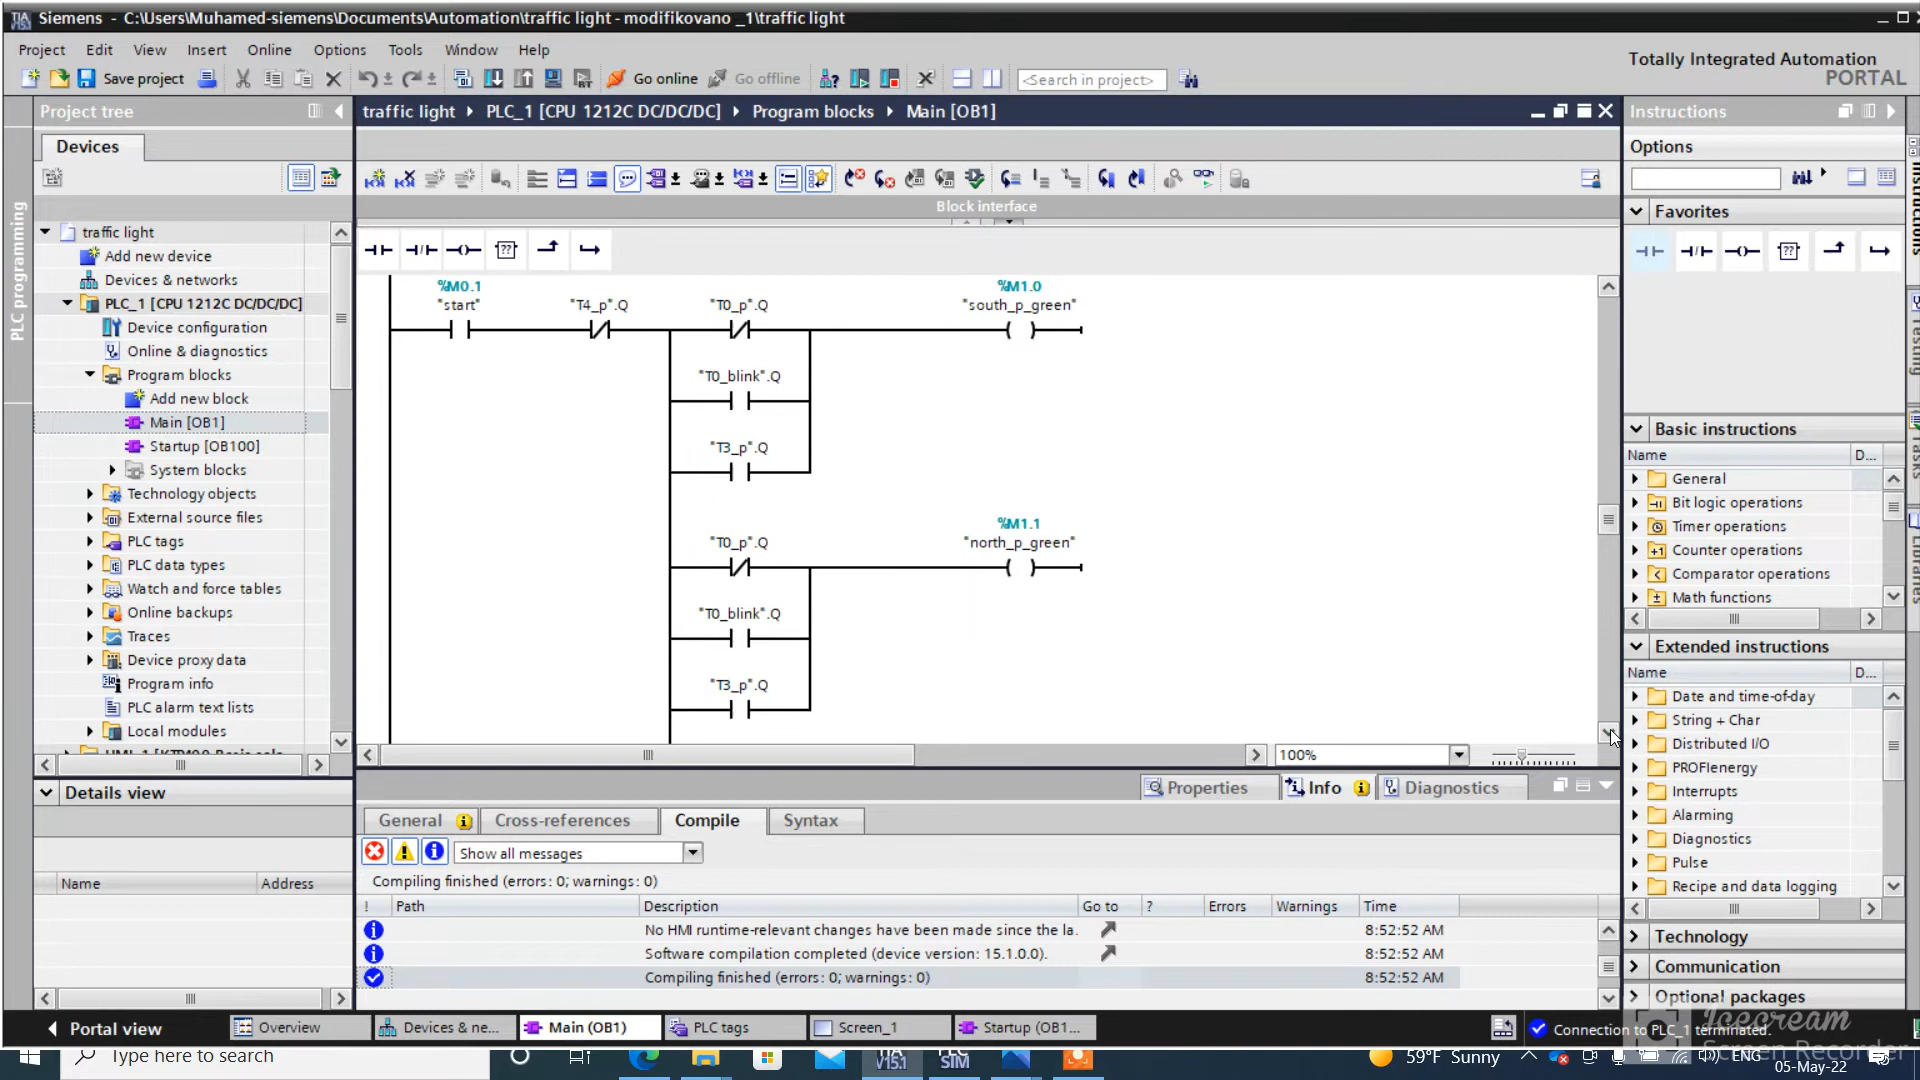 Siemens - C:\Users\Muhamed-siemens\Documents\Automation\traffic light - modifikovano _1\traffic light
Project Edit View Insert Online Options Tools Window Help
Totally Integrated Automation
PORTAL
Save project
Go online
Go offline
<Search in project>
Project tree
traffic light PLC_1 [CPU 1212C DC/DC/DC] Program blocks Main [OB1]
Instructions
Devices
Options
PLC programming
Block interface
traffic light
Add new device
Devices & networks
PLC_1 [CPU 1212C DC/DC/DC]
Device configuration
Online & diagnostics
Program blocks
Add new block
Main [OB1]
Startup [OB100]
System blocks
Technology objects
External source files
PLC tags
PLC data types
Watch and force tables
Online backups
Traces
Device proxy data
Program info
PLC alarm text lists
Local modules
%M0.1
"start"
"T4_p".Q
"T0_p".Q
%M1.0
"south_p_green"
"T0_blink".Q
"T3_p".Q
%M1.1
"T0_p".Q
"north_p_green"
"T0_blink".Q
"T3_p".Q
100%
Favorites
Basic instructions
Name D...
General
Bit logic operations
Timer operations
Counter operations
Comparator operations
Math functions
Extended instructions
Name D...
Date and time-of-day
String + Char
Distributed I/O
PROFIenergy
Interrupts
Alarming
Diagnostics
Pulse
Recipe and data logging
Technology
Communication
Optional packages
Instructions
Testing
Tasks
Libraries
Details view
Name Address
Properties Info Diagnostics
General Cross-references Compile Syntax
Show all messages
Compiling finished (errors: 0; warnings: 0)
! Path Description Go to ? Errors Warnings Time
No HMI runtime-relevant changes have been made since the la. 8:52:52 AM
Software compilation completed (device version: 15.1.0.0). 8:52:52 AM
Compiling finished (errors: 0; warnings: 0) 8:52:52 AM
Portal view
Overview
Devices & ne...
Main (OB1)
PLC tags
Screen_1
Startup (OB1...
Connection to PLC_1 terminated.
Icecream
Screen Recorder
Type here to search
59°F Sunny
ENG
05-May-22